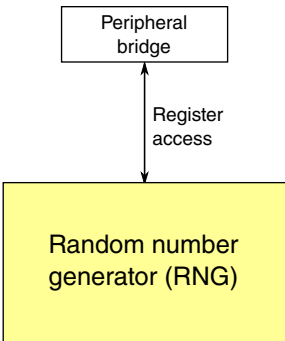 Peripheral
bridge
Register
access
Random number
generator (RNG)